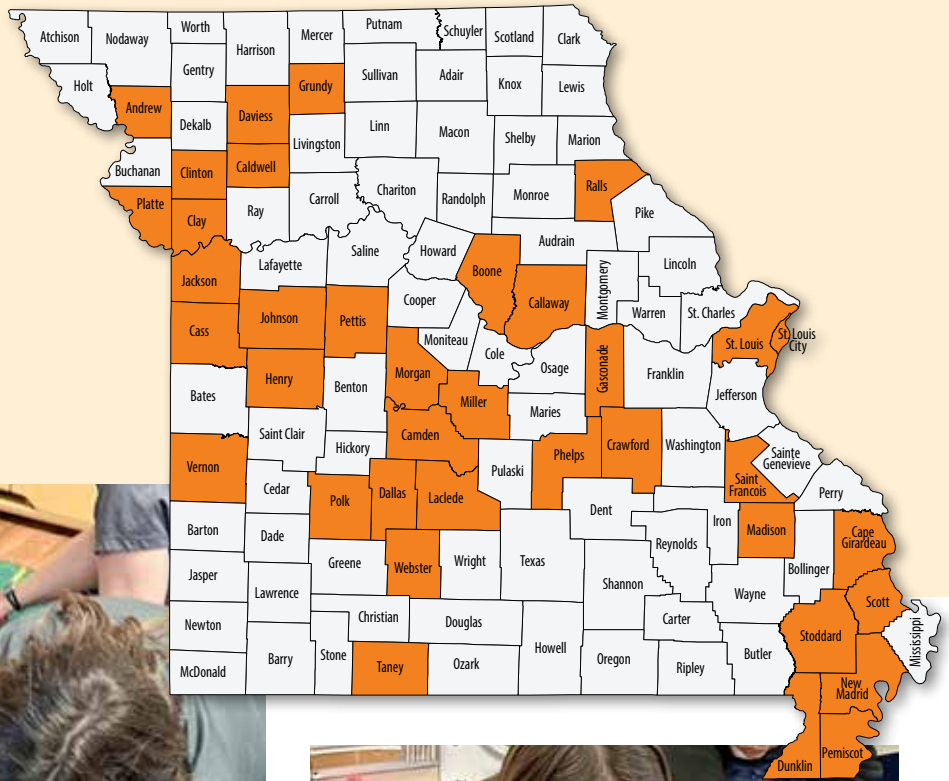 Atchison
Nodaway
Worth
Harrison
Mercer
Putnam
Schuyler
Scotland
Clark
Holt
Gentry
Grundy
Sullivan
Adair
Knox
Lewis
Andrew
Dekalb
Daviess
Livingston
Linn
Macon
Shelby
Marion
Buchanan
Clinton
Caldwell
Carroll
Chariton
Randolph
Monroe
Ralls
Platte
Clay
Ray
Pike
Jackson
Lafayette
Saline
Howard
Boone
Audrain
Callaway
Montgomery
Lincoln
Cass
Johnson
Pettis
Cooper
Moniteau
Cole
Osage
Gasconade
Warren
St. Charles
St. Louis
St. Louis
City
Franklin
Jefferson
Bates
Henry
Benton
Morgan
Miller
Maries
Vernon
Saint Clair
Hickory
Camden
Pulaski
Phelps
Crawford
Washington
Saint
Francois
Sainte
Genevieve
Perry
Cedar
Polk
Dallas
Laclede
Dent
Iron
Madison
Cape
Girardeau
Barton
Dade
Greene
Webster
Wright
Texas
Reynolds
Bollinger
Jasper
Lawrence
Shannon
Wayne
Scott
Newton
Christian
Douglas
Carter
Stoddard
Mississippi
McDonald
Barry
Stone
Taney
Ozark
Howell
Oregon
Ripley
Butler
New
Madrid
Dunklin
Pemiscot